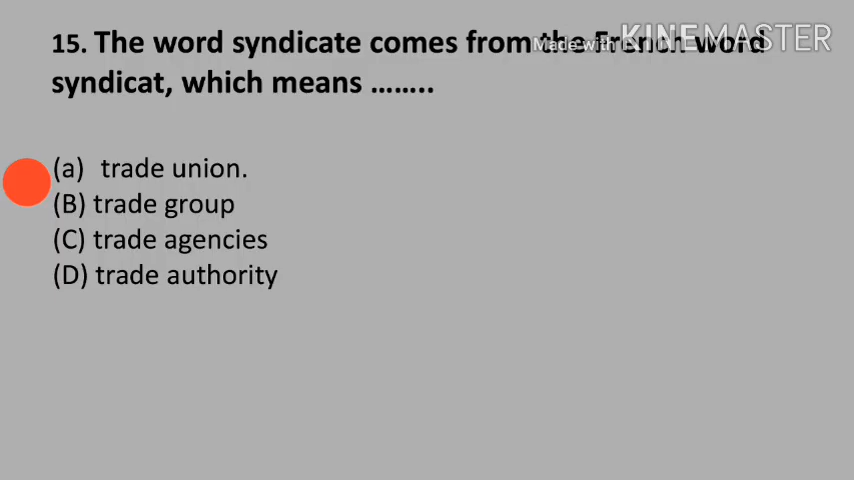 15. The word syndicate comes from the French word
Made with KINEMASTER
syndicat, which means ……..
(a) trade union.
(B) trade group
(C) trade agencies
(D) trade authority